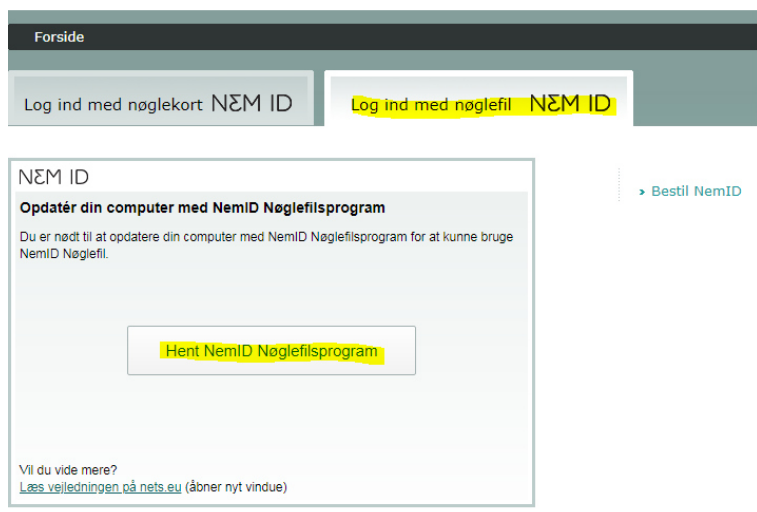 Forside
Log ind med nøglekort NEM ID
Log ind med nøglefil NEM ID
NEM ID
Opdatér din computer med NemID Nøglefilsprogram
Du er nødt til at opdatere din computer med NemID Nøglefilsprogram for at kunne bruge
NemID Nøglefil.
Hent NemID Nøglefilsprogram
Vil du vide mere?
Læs vejledningen på nets.eu (åbner nyt vindue)
› Bestil NemID